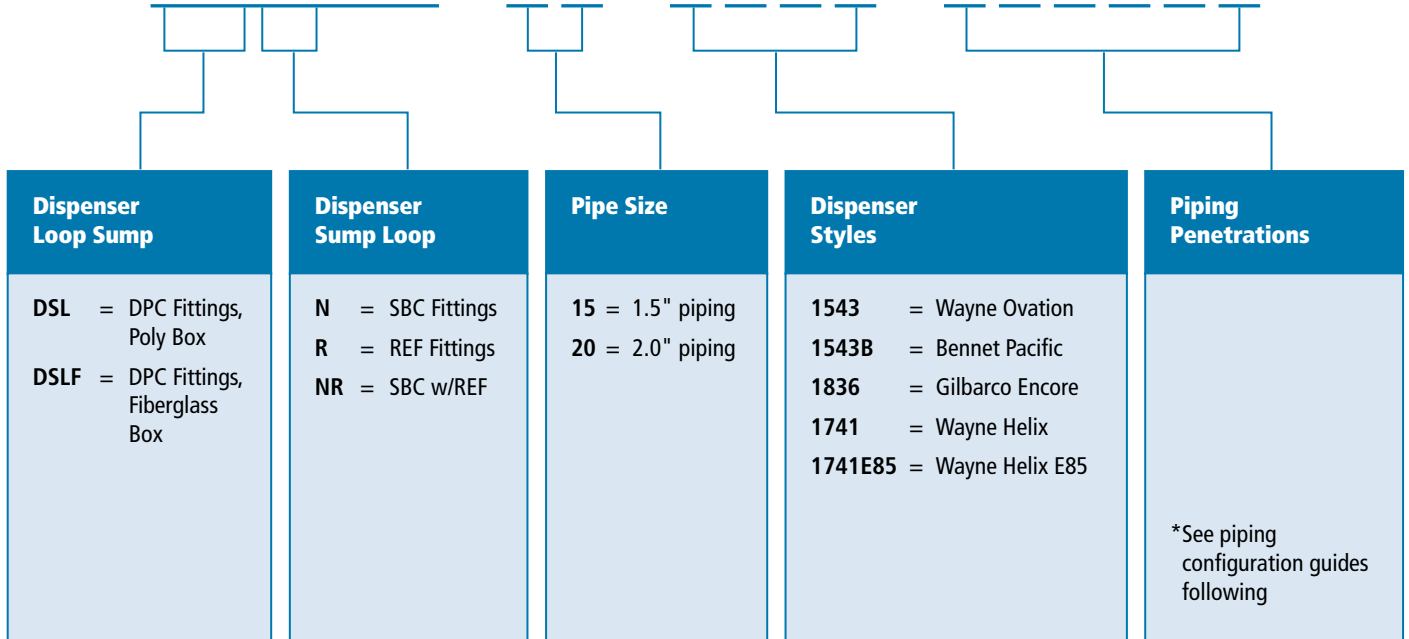 Dispenser
Loop Sump
DSL = DPC Fittings,
Poly Box
DSLF = DPC Fittings,
Fiberglass
Box
Dispenser
Sump Loop
N = SBC Fittings
R = REF Fittings
NR = SBC w/REF
Pipe Size
15 = 1.5" piping
20 = 2.0" piping
Dispenser
Styles
1543 = Wayne Ovation
1543B = Bennet Pacific
1836 = Gilbarco Encore
1741 = Wayne Helix
1741E85 = Wayne Helix E85
Piping
Penetrations
*See piping
configuration guides
following